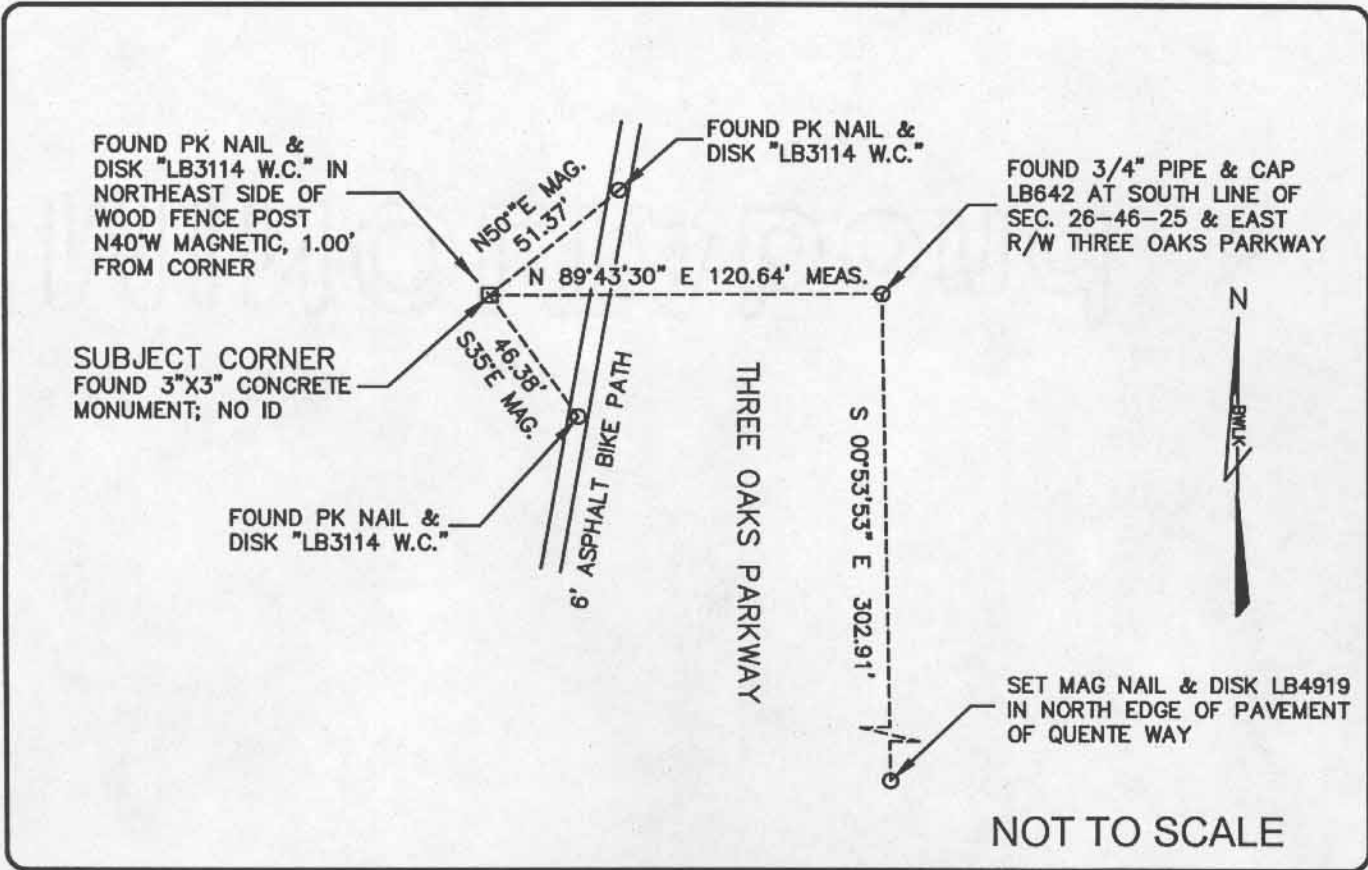 FOUND PK NAIL &
DISK "LB3114 W.C." IN
NORTHEAST SIDE OF
WOOD FENCE POST
N40°W MAGNETIC, 1.00'
FROM CORNER
SUBJECT CORNER
FOUND 3"X3" CONCRETE
MONUMENT; NO ID
FOUND PK NAIL &
DISK "LB3114 W.C."
N50°"E MAG.
51.37'
FOUND PK NAIL &
DISK "LB3114 W.C."
N 89°43'30" E 120.64' MEAS.
46.38'
S35°E MAG.
6' ASPHALT BIKE PATH
THREE OAKS PARKWAY
S 00°53'53" E 302.91'
FOUND 3/4" PIPE & CAP
LB642 AT SOUTH LINE OF
SEC. 26-46-25 & EAST
R/W THREE OAKS PARKWAY
N
BWLK
SET MAG NAIL & DISK LB4919
IN NORTH EDGE OF PAVEMENT
OF QUENTE WAY
NOT TO SCALE